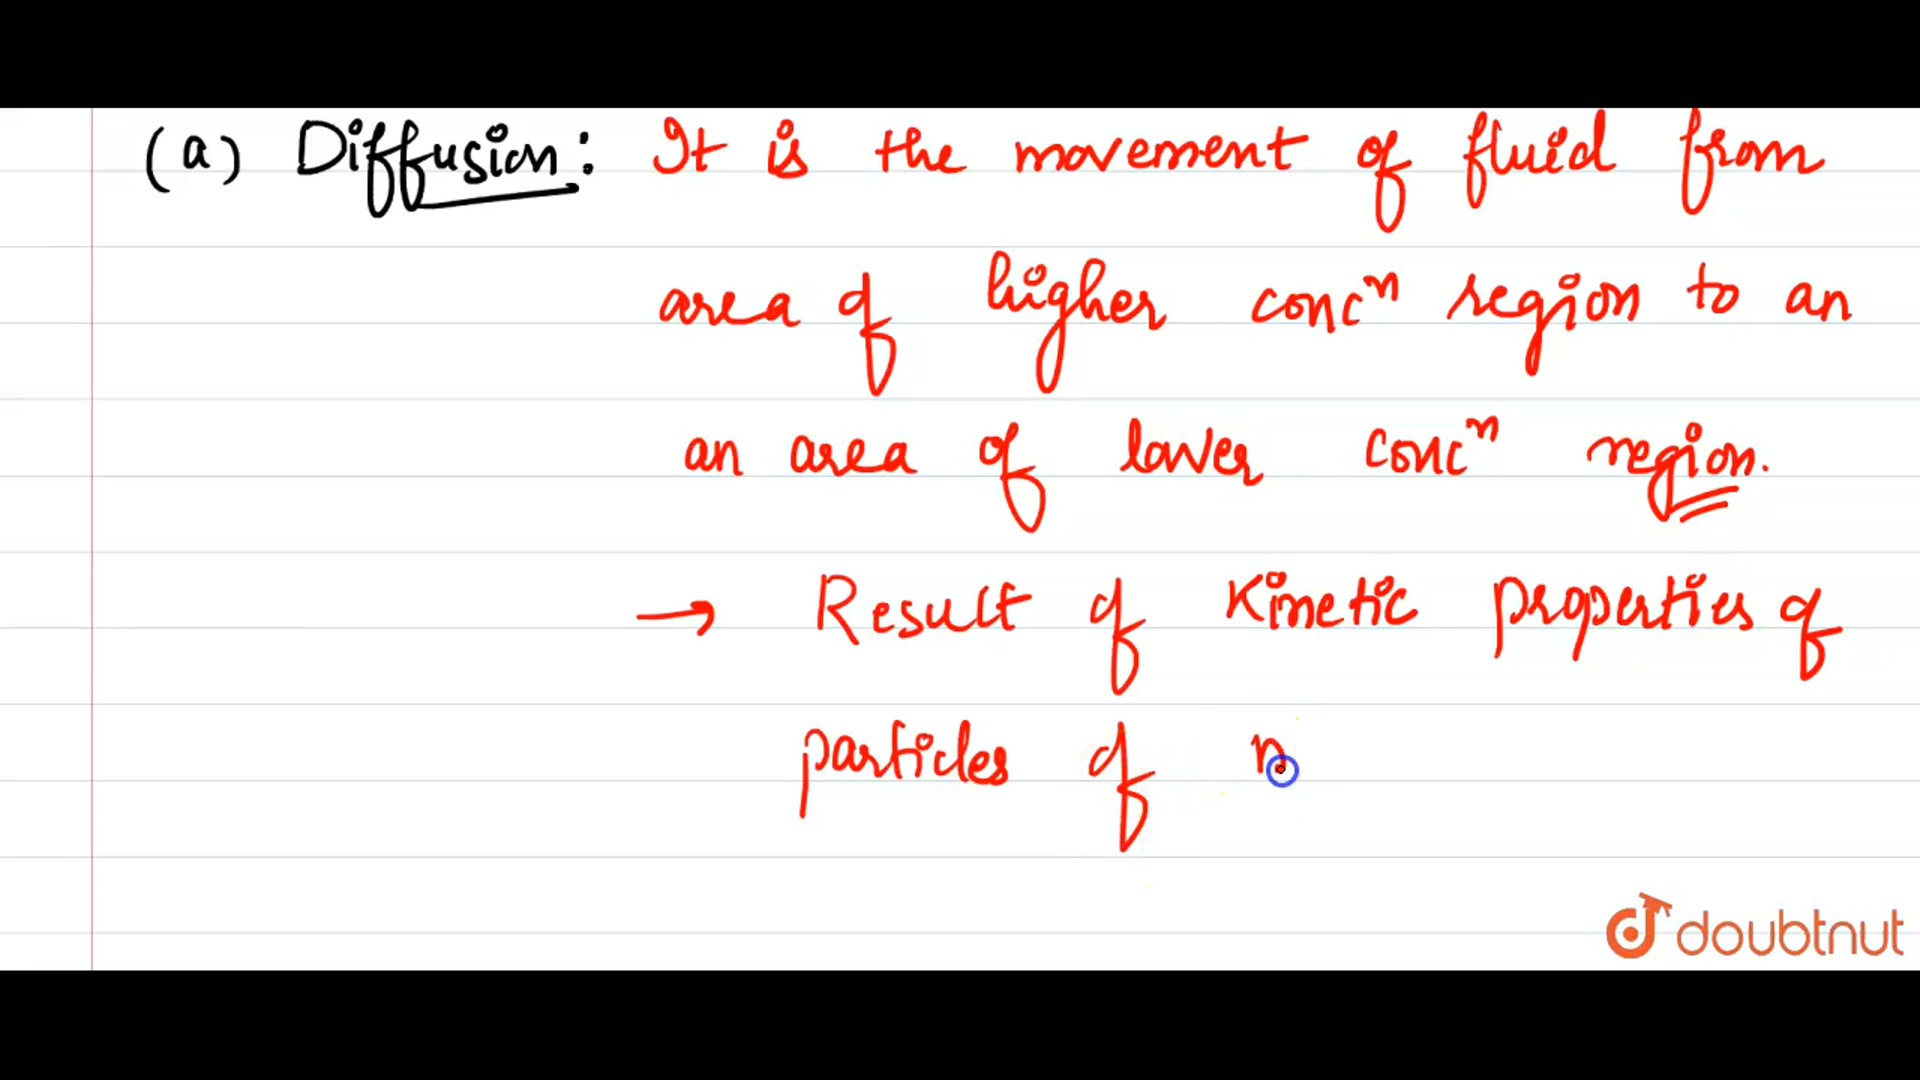 (a) Diffusion: It is the movement of fluid from
area of higher concⁿ region to an
an area of lower concⁿ region.
→ Result of Kinetic properties of
particles of
doubtnut